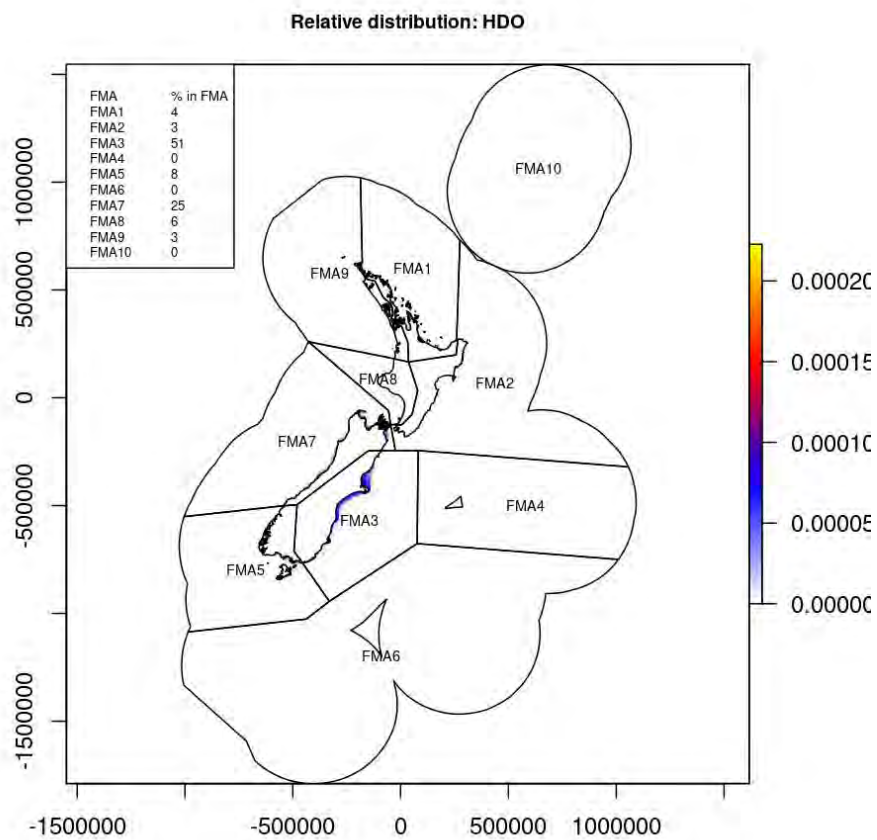 Relative distribution: HDO
FMA % in FMA
FMA1 4
FMA2 3
FMA3 51
FMA4 0
FMA5 8
FMA6 0
FMA7 25
FMA8 6
FMA9 3
FMA10 0
FMA10
FMA9
FMA1
FMA8
FMA2
FMA7
FMA4
FMA3
FMA5
FMA6
1000000
500000
0
-500000
-1500000
-1500000
-500000
0
500000
1000000
0.00020
0.00015
0.00010
0.00005
0.00000